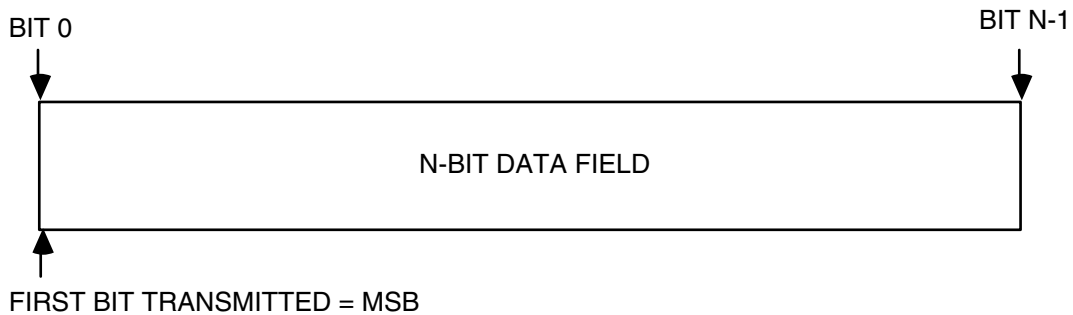 BIT 0
BIT N-1
N-BIT DATA FIELD
FIRST BIT TRANSMITTED = MSB